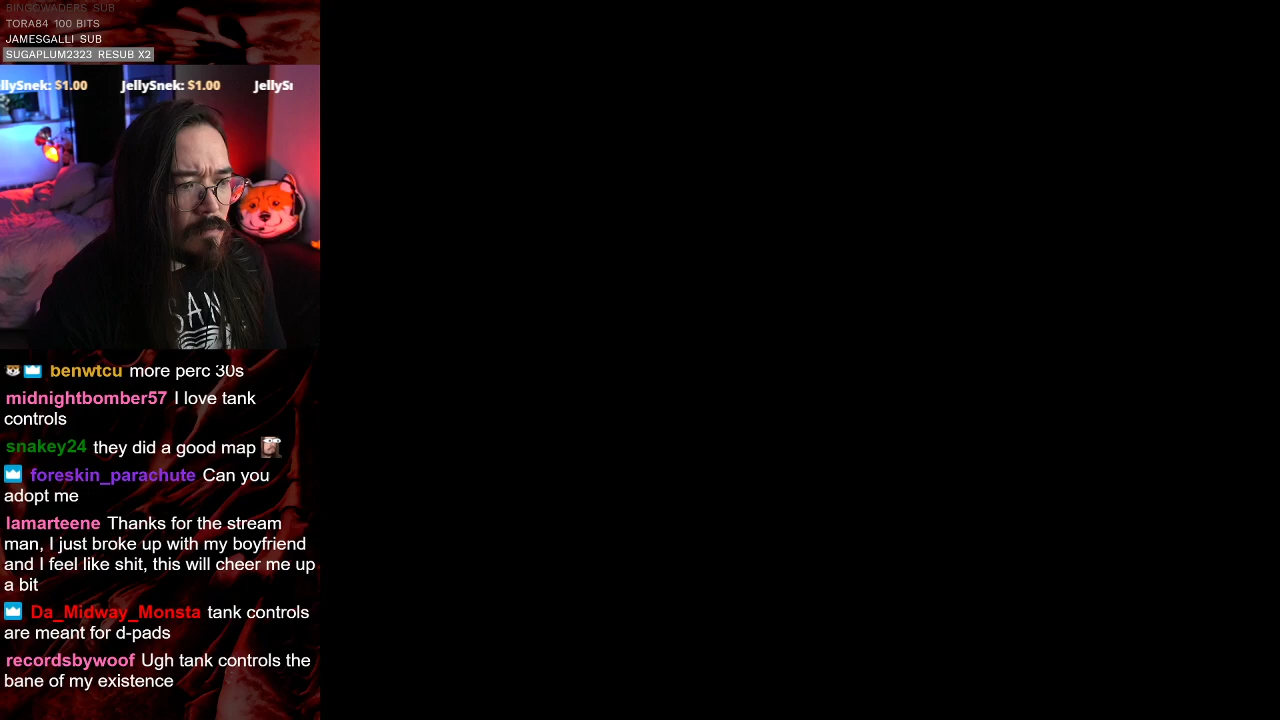 BINGOWADERS SUB
TORA84 100 BITS
JAMESGALLI SUB
SUGAPLUM2323 RESUB X2
llySnek: $1.00 JellySnek: $1.00 JellyS
SAN
benwtcu more perc 30s
midnightbomber57 I love tank
controls
snakey24 they did a good map
foreskin_parachute Can you
adopt me
lamarteene Thanks for the stream
man, I just broke up with my boyfriend
and I feel like shit, this will cheer me up
a bit
Da_Midway_Monsta tank controls
are meant for d-pads
recordsbywoof Ugh tank controls the
bane of my existence